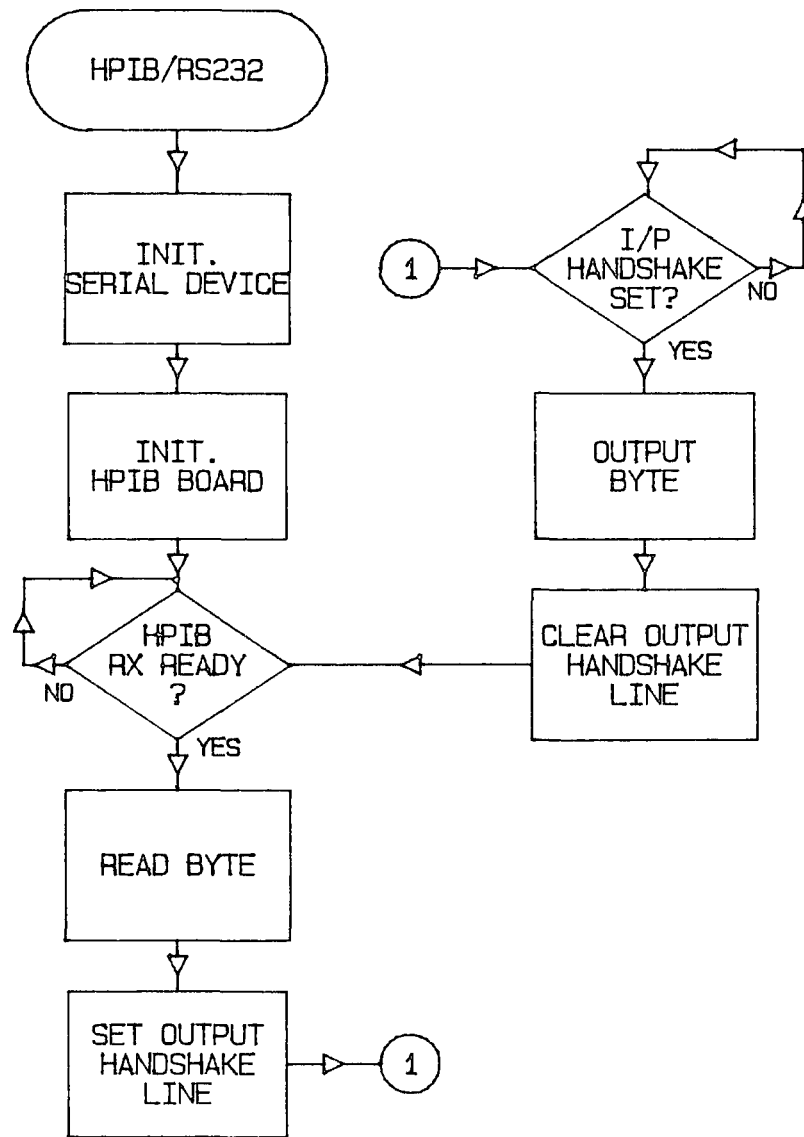 HPIB/RS232
INIT.
SERIAL DEVICE
INIT.
HPIB BOARD
HPIB
RX READY
?
NO
YES
READ BYTE
SET OUTPUT
HANDSHAKE
LINE
1
1
I/P
HANDSHAKE
SET?
NO
YES
OUTPUT
BYTE
CLEAR OUTPUT
HANDSHAKE
LINE